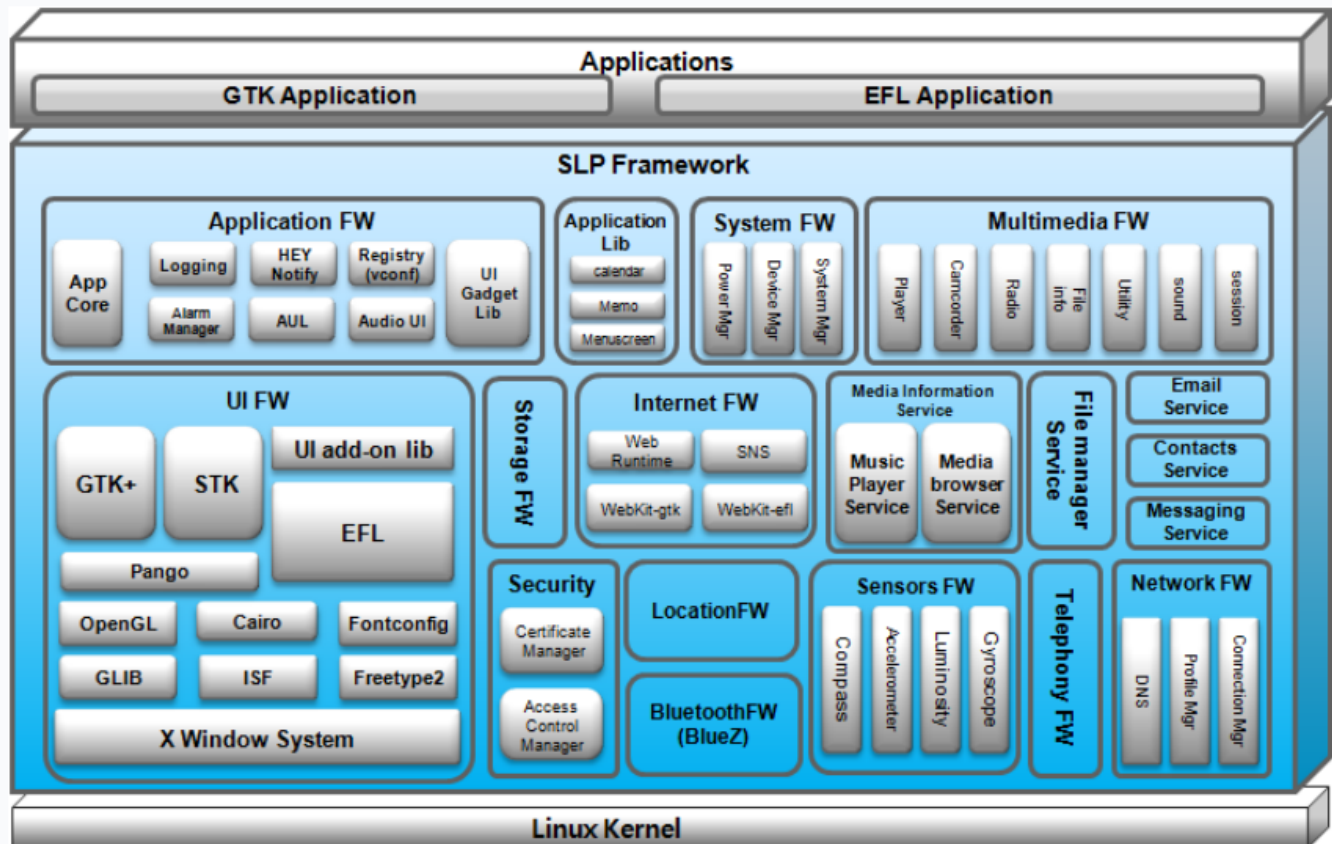 Applications
GTK Application
EFL Application
SLP Framework
Application FW
App
Core
Logging
HEY
Notify
Registry
(vconf)
Alarm
Manager
AUL
Audio UI
UI
Gadget
Lib
Application
Lib
calendar
Memo
Menuscreen
System FW
Power Mgr
Device Mgr
System Mgr
Multimedia FW
Player
Camcorder
Radio
File
info
Utility
sound
session
UI FW
GTK+
STK
UI add-on lib
EFL
Pango
OpenGL
Cairo
Fontconfig
GLIB
ISF
Freetype2
X Window System
Storage FW
Internet FW
Web
Runtime
SNS
WebKit-gtk
WebKit-efl
Media Information
Service
Music
Player
Service
Media
browser
Service
File manager
Service
Email
Service
Contacts
Service
Messaging
Service
Security
Certificate
Manager
Access
Control
Manager
LocationFW
BluetoothFW
(BlueZ)
Sensors FW
Compass
Accelerometer
Luminosity
Gyroscope
Telephony FW
Network FW
DNS
Profile Mgr
Connection Mgr
Linux Kernel